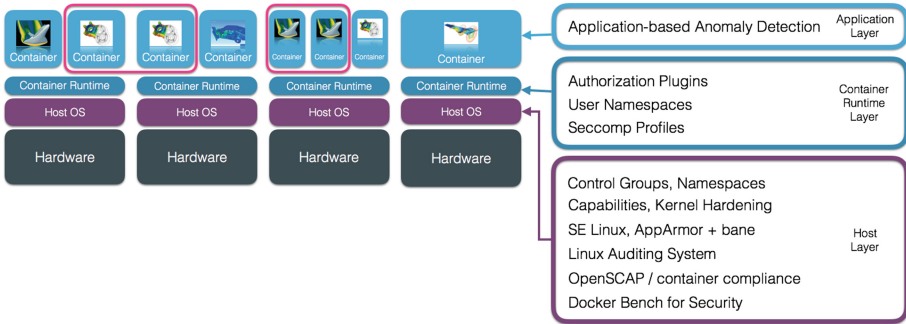 Container
Container
Container
Container
Container
Container
Container
Container
Container Runtime
Container Runtime
Container Runtime
Container Runtime
Host OS
Host OS
Host OS
Host OS
Hardware
Hardware
Hardware
Hardware
Application-based Anomaly Detection
Application
Layer
Authorization Plugins
User Namespaces
Seccomp Profiles
Container
Runtime
Layer
Control Groups, Namespaces
Capabilities, Kernel Hardening
SE Linux, AppArmor + bane
Linux Auditing System
OpenSCAP / container compliance
Docker Bench for Security
Host
Layer